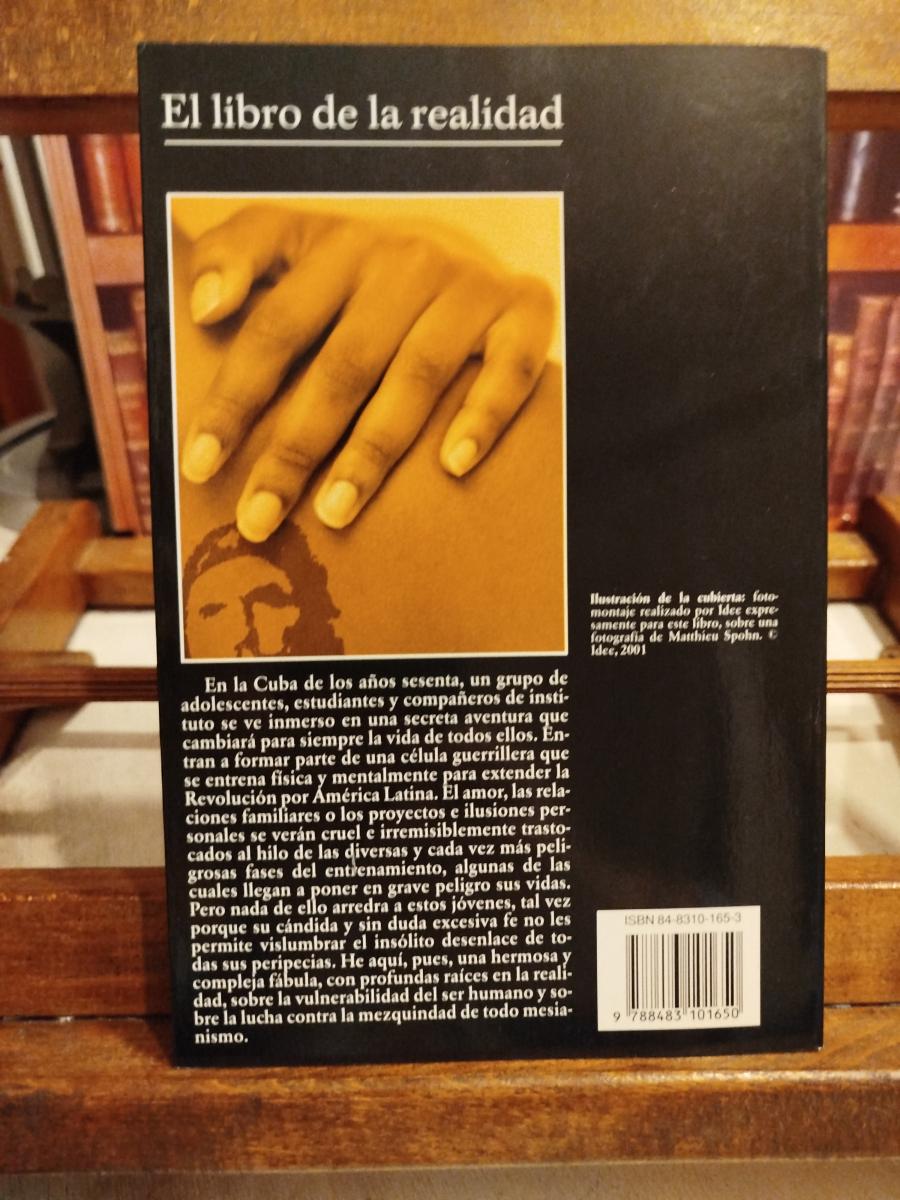 El libro de la realidad
Ilustración de la cubierta: foto-
montaje realizado por Idee expre-
samente para este libro, sobre una
fotografía de Matthieu Spohn. ©
Idee, 2001
En la Cuba de los años sesenta, un grupo de
adolescentes, estudiantes y compañeros de insti-
tuto se ve inmerso en una secreta aventura que
cambiará para siempre la vida de todos ellos. En-
tran a formar parte de una célula guerrillera que
se entrena física y mentalmente para extender la
Revolución por América Latina. El amor, las rela-
ciones familiares o los proyectos e ilusiones per-
sonales se verán cruel e irremisiblemente trasto-
cados al hilo de las diversas y cada vez más peli-
grosas fases del entrenamiento, algunas de las
cuales llegan a poner en grave peligro sus vidas.
Pero nada de ello arredra a estos jóvenes, tal vez
porque su cándida y sin duda excesiva fe no les
permite vislumbrar el insólito desenlace de to-
das sus peripecias. He aquí, pues, una hermosa y
compleja fábula, con profundas raíces en la reali-
dad, sobre la vulnerabilidad del ser humano y so-
bre la lucha contra la mezquindad de todo mesia-
nismo.
ISBN 84-8310-165-3
9 788483 101650